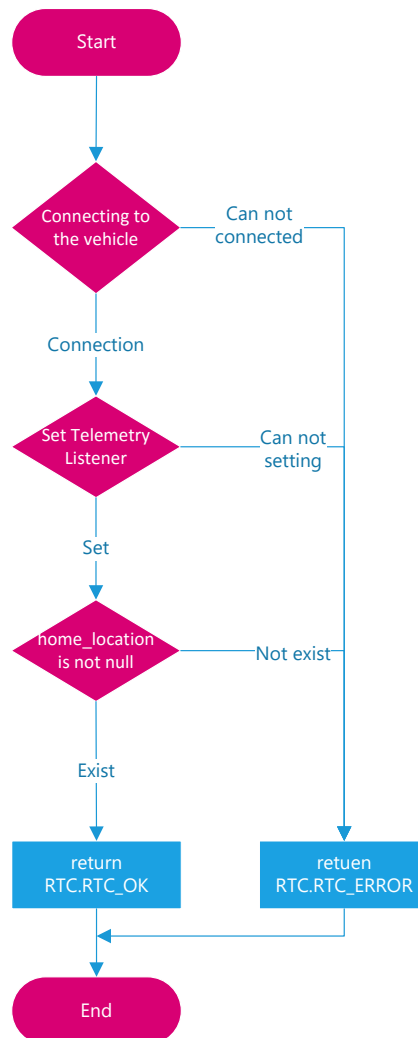 Start
Connecting to
the vehicle
Can not
connected
Connection
Set Telemetry
Listener
Can not
setting
Set
home_location
is not null
Not exist
Exist
return
RTC.RTC_OK
retuen
RTC.RTC_ERROR
End